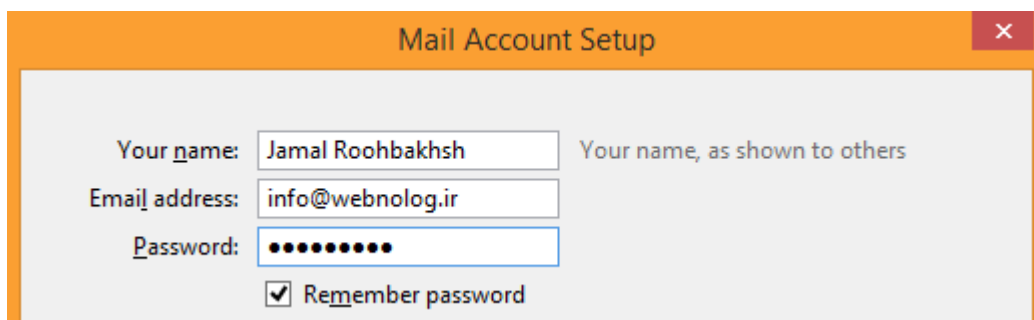 Mail Account Setup
Your name: Jamal Roohbakhsh Your name, as shown to others
Email address: info@webnolog.ir
Password: •••••••••
Remember password